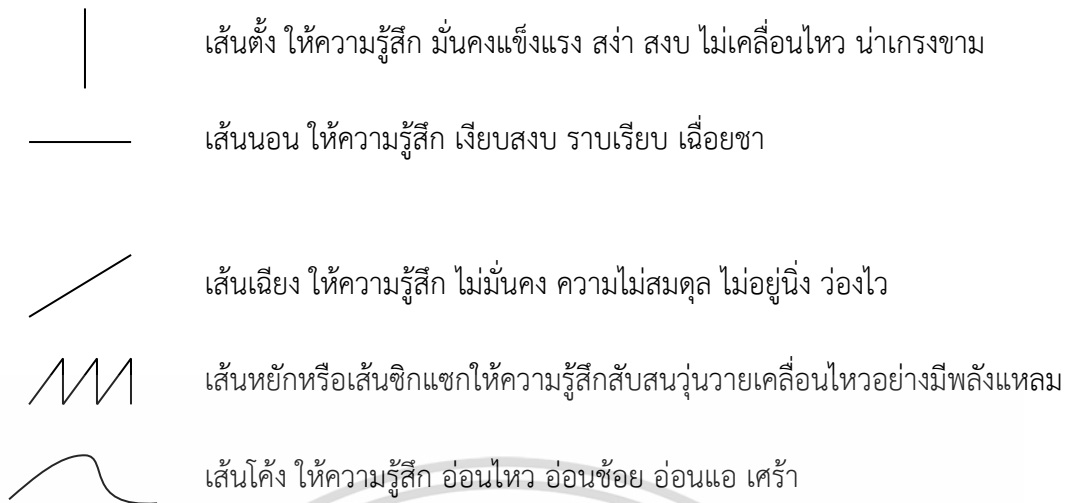 เส้นตั้ง ให้ความรู้สึก มั่นคงแข็งแรง สง่า สงบ ไม่เคลื่อนไหว น่าเกรงขาม
เส้นนอน ให้ความรู้สึก เงียบสงบ ราบเรียบ เฉื่อยชา
เส้นเฉียง ให้ความรู้สึก ไม่มั่นคง ความไม่สมดุล ไม่อยู่นิ่ง ว่องไว
เส้นหยักหรือเส้นซิกแซกให้ความรู้สึกสับสนวุ่นวายเคลื่อนไหวอย่างมีพลังแหลม
เส้นโค้ง ให้ความรู้สึก อ่อนไหว อ่อนช้อย อ่อนแอ เศร้า